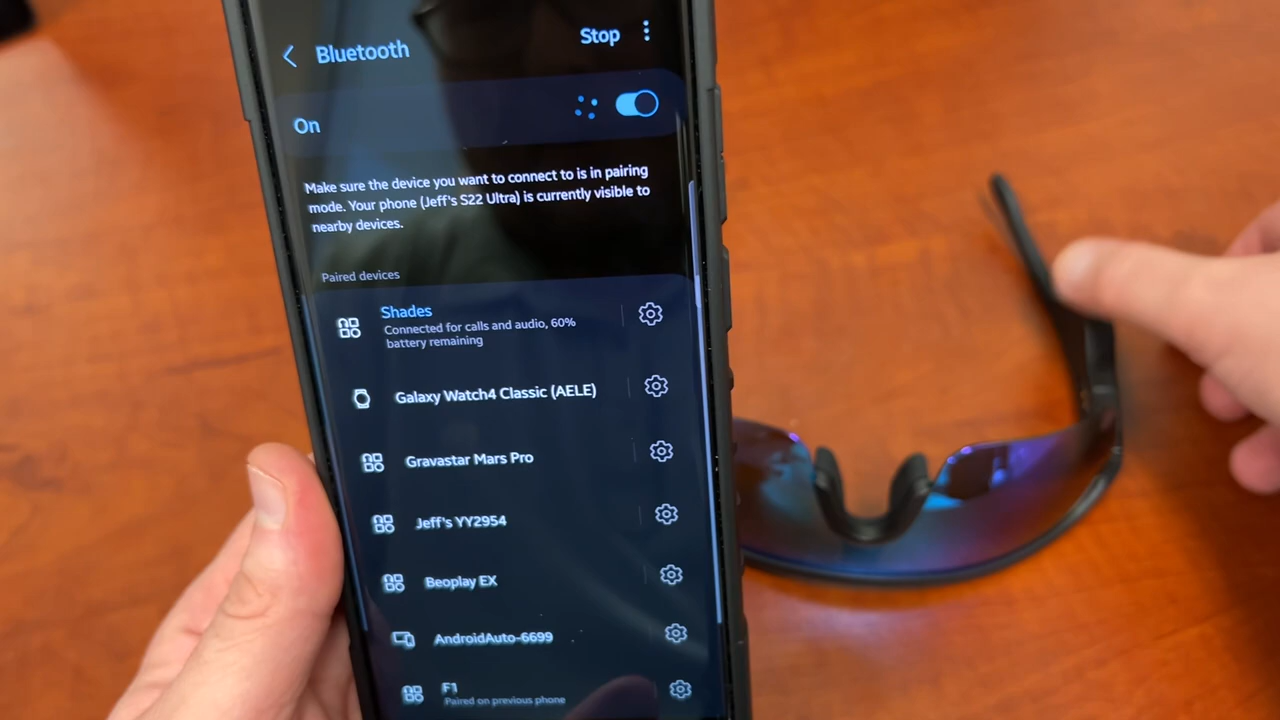 Bluetooth
Stop
On
Make sure the device you want to connect to is in pairing
mode. Your phone (Jeff's S22 Ultra) is currently visible to
nearby devices.
Paired devices
Shades
Connected for calls and audio, 60%
battery remaining
Galaxy Watch4 Classic (AELE)
Gravastar Mars Pro
Jeff's YY2954
Beoplay EX
AndroidAuto-6699
F1
Paired on previous phone